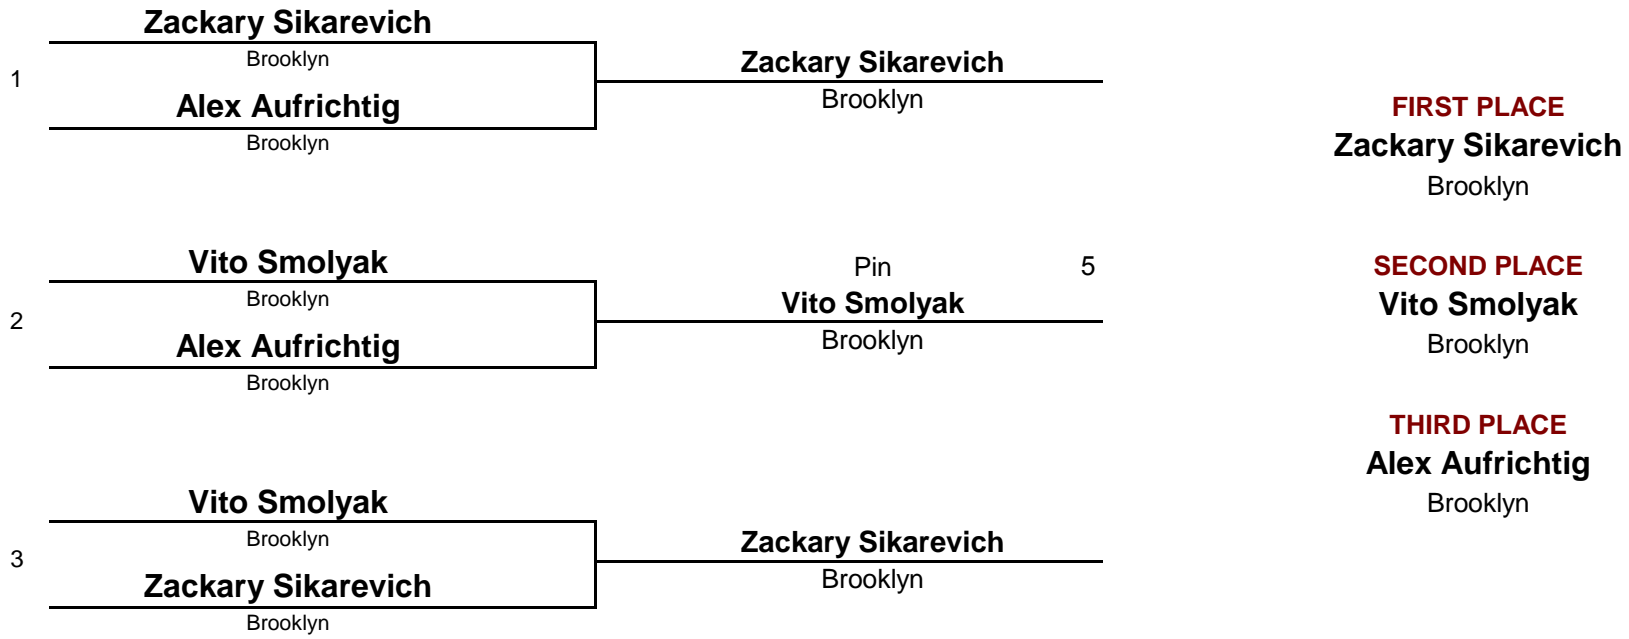 Zackary Sikarevich
Brooklyn
1
Alex Aufrichtig
Brooklyn
Zackary Sikarevich
Brooklyn
Vito Smolyak
Brooklyn
2
Alex Aufrichtig
Brooklyn
Pin 5
Vito Smolyak
Brooklyn
Vito Smolyak
Brooklyn
3
Zackary Sikarevich
Brooklyn
Zackary Sikarevich
Brooklyn
FIRST PLACE
Zackary Sikarevich
Brooklyn
SECOND PLACE
Vito Smolyak
Brooklyn
THIRD PLACE
Alex Aufrichtig
Brooklyn